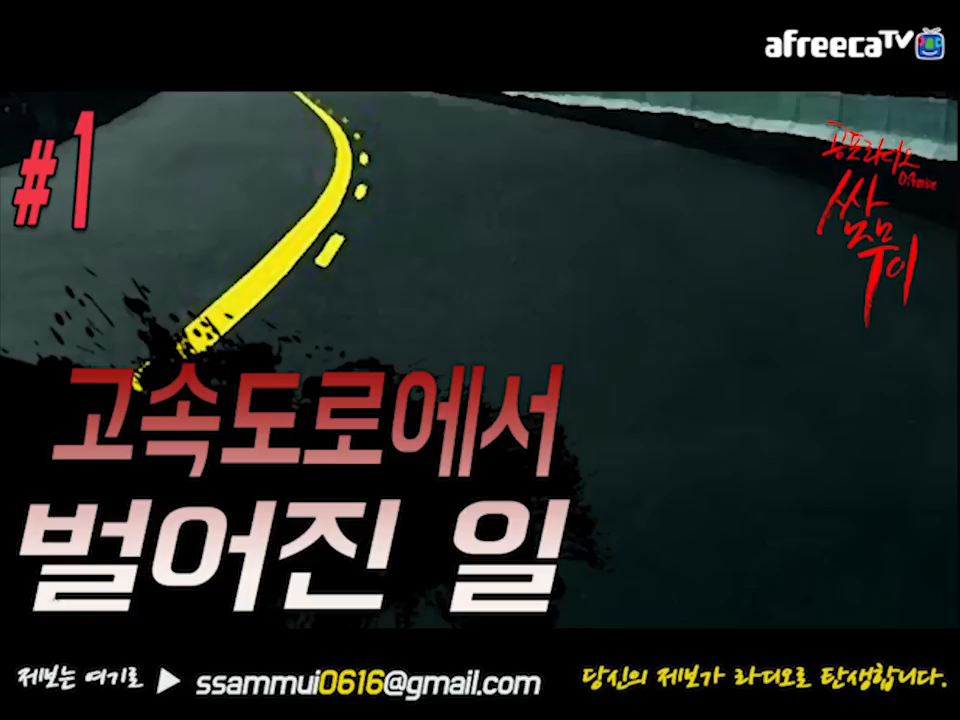 afreecaTV
#1
공포라디오
쌈무이
고속도로에서
벌어진 일
제보는 여기로 ▶ ssammui0616@gmail.com
당신의 제보가 라디오로 탄생합니다.